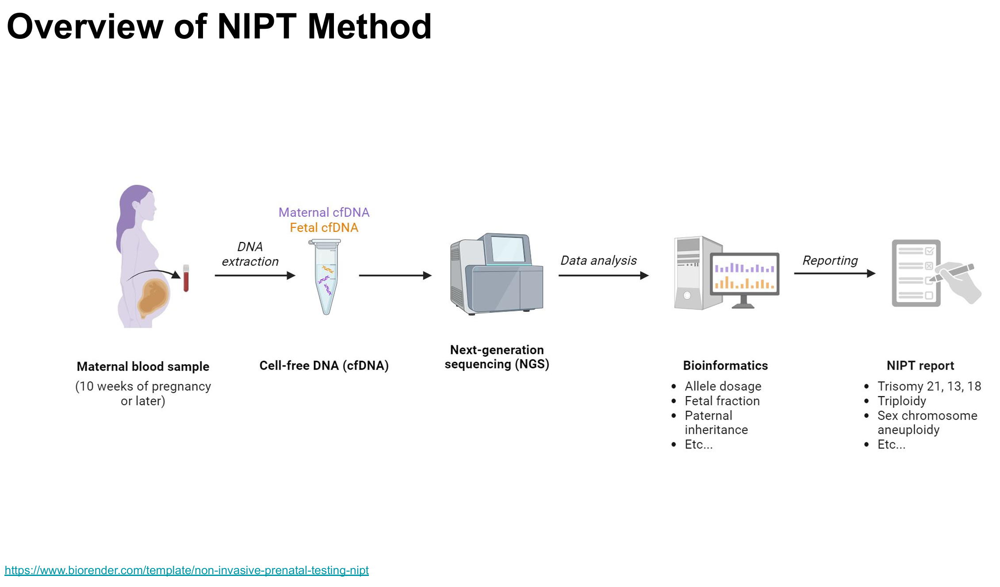 Overview of NIPT Method
Maternal cfDNA
Fetal cfDNA
DNA
extraction
Data analysis
Reporting
Maternal blood sample
(10 weeks of pregnancy
or later)
Cell-free DNA (cfDNA)
Next-generation
sequencing (NGS)
Bioinformatics
• Allele dosage
• Fetal fraction
• Paternal
inheritance
• Etc...
NIPT report
• Trisomy 21, 13, 18
• Triploidy
• Sex chromosome
aneuploidy
• Etc...
https://www.biorender.com/template/non-invasive-prenatal-testing-nipt